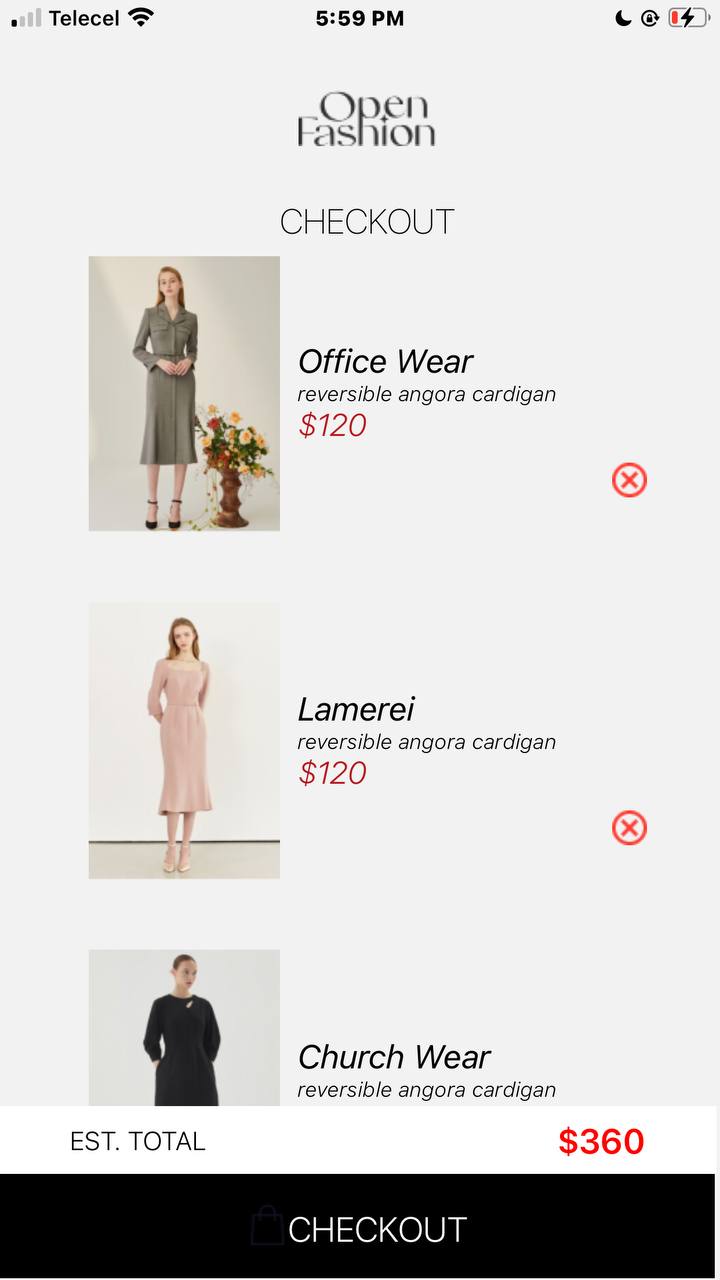 Telecel 5:59 PM
Open
Fashion
CHECKOUT
Office Wear
reversible angora cardigan
$120
Lamerei
reversible angora cardigan
$120
Church Wear
reversible angora cardigan
EST. TOTAL $360
CHECKOUT